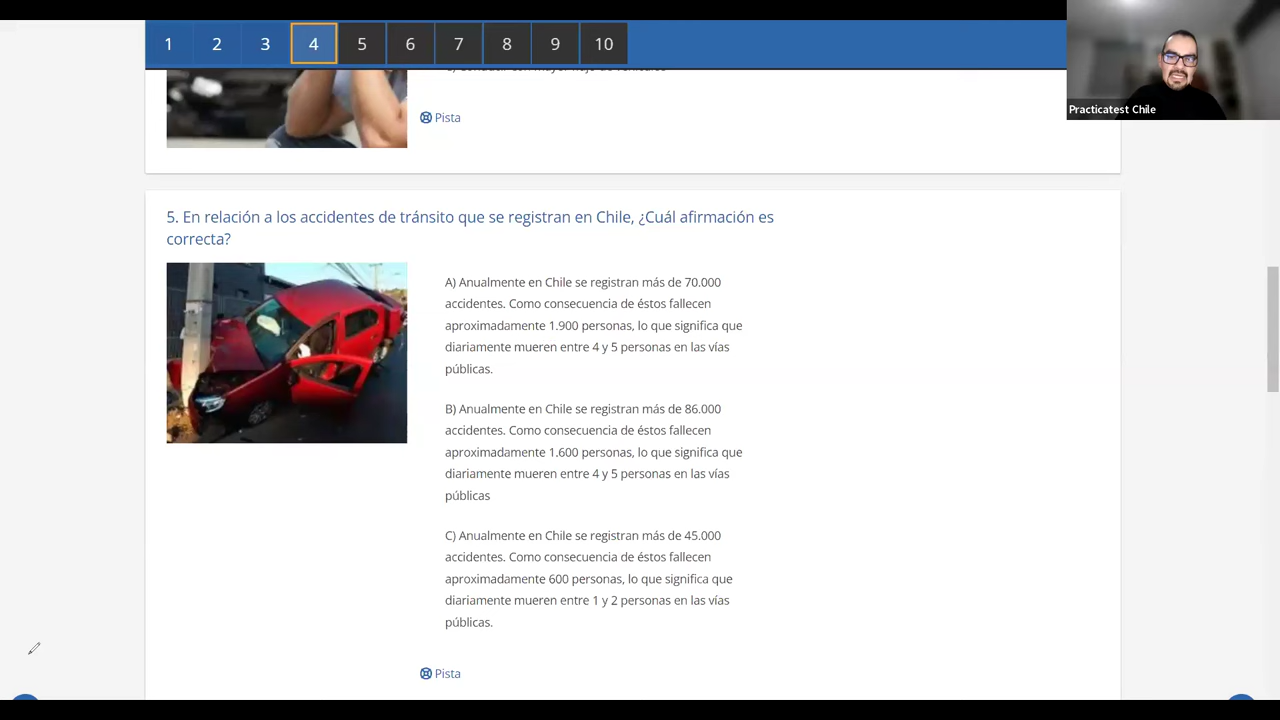 1 2 3 4 5 6 7 8 9 10
Practicatest Chile
Pista
5. En relación a los accidentes de tránsito que se registran en Chile, ¿Cuál afirmación es
correcta?
A) Anualmente en Chile se registran más de 70.000
accidentes. Como consecuencia de éstos fallecen
aproximadamente 1.900 personas, lo que significa que
diariamente mueren entre 4 y 5 personas en las vías
públicas.
B) Anualmente en Chile se registran más de 86.000
accidentes. Como consecuencia de éstos fallecen
aproximadamente 1.600 personas, lo que significa que
diariamente mueren entre 4 y 5 personas en las vías
públicas
C) Anualmente en Chile se registran más de 45.000
accidentes. Como consecuencia de éstos fallecen
aproximadamente 600 personas, lo que significa que
diariamente mueren entre 1 y 2 personas en las vías
públicas.
Pista